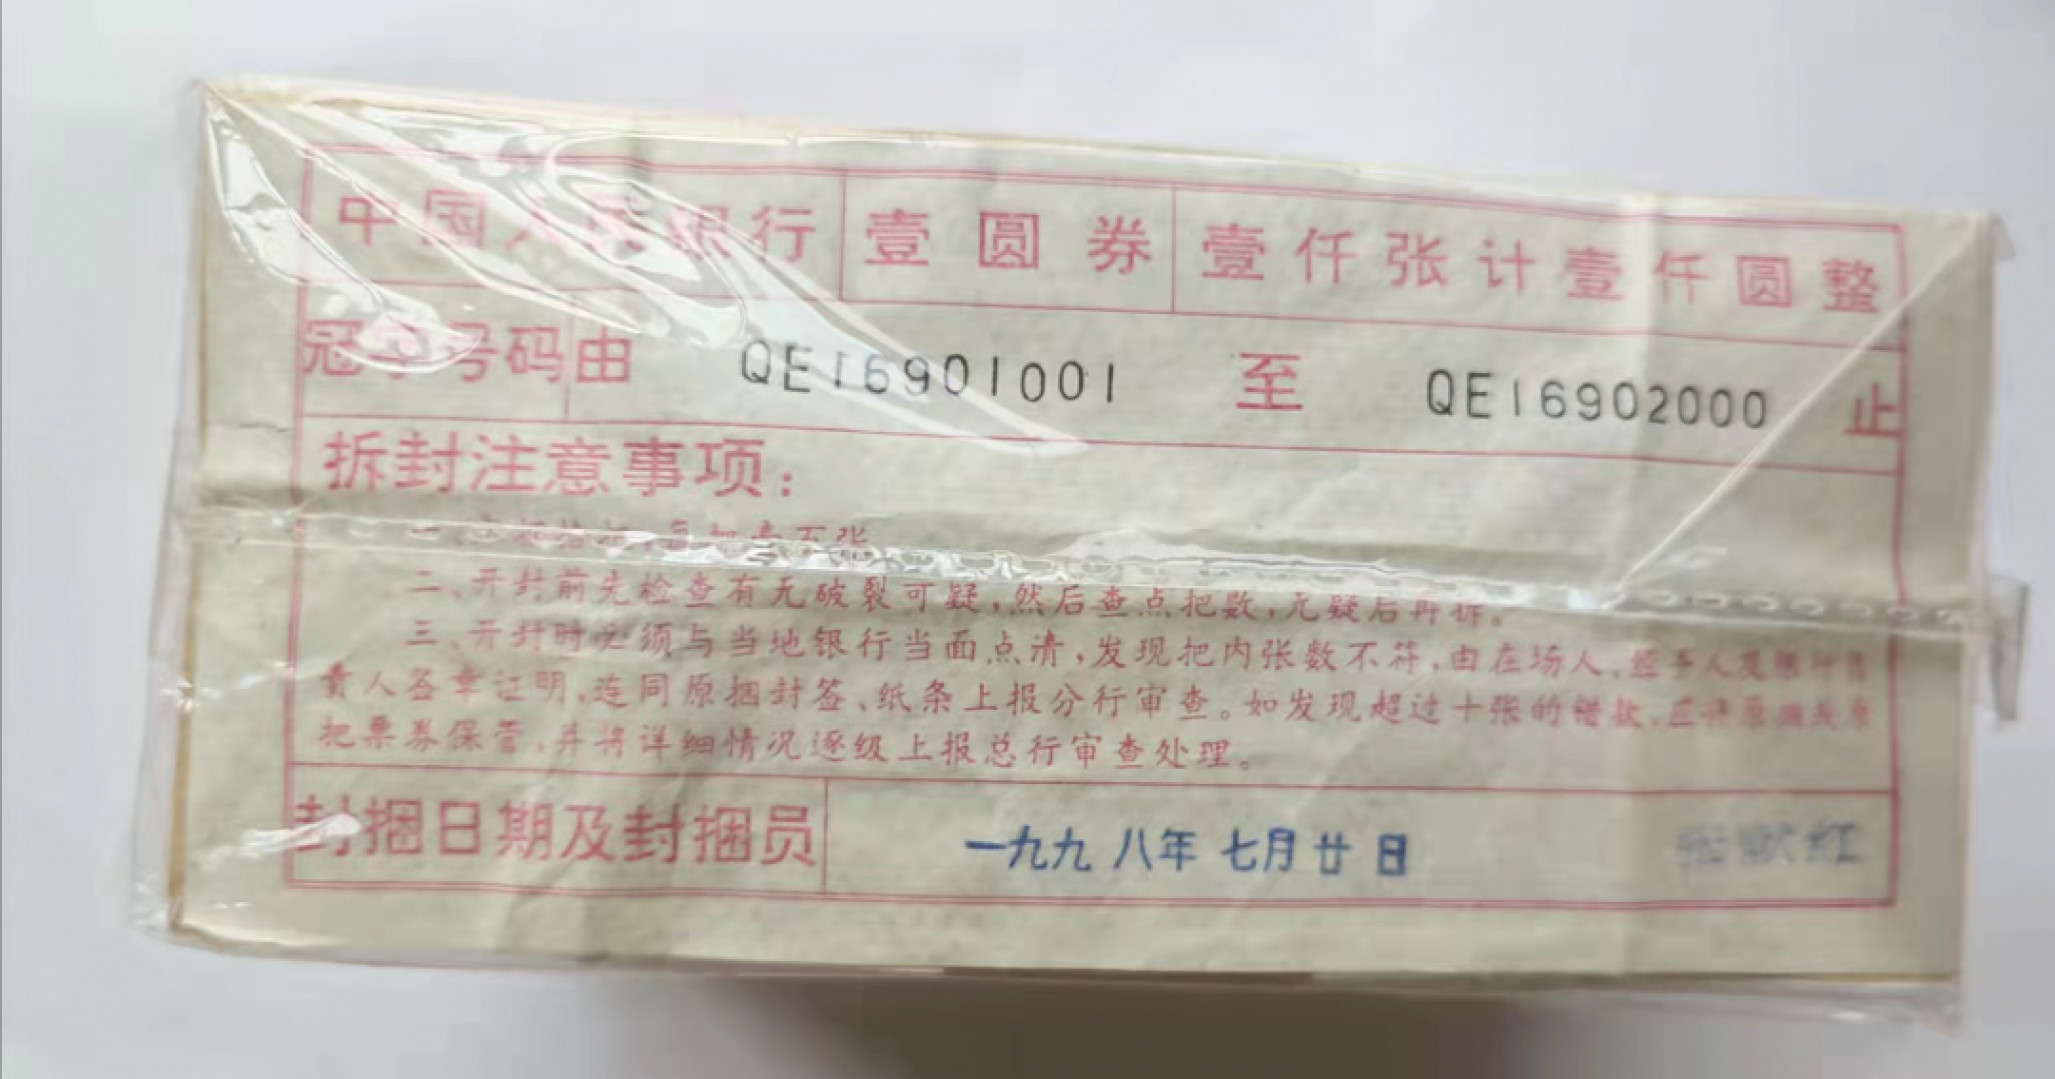 中国人民银行 壹圆券 壹仟张计壹仟圆整
冠字号码 由 QE16901001 至 QE16902000 止
拆封注意事项：
二、开封前先检查有无破裂可疑，然后查点把数，无疑后再拆。
三、开封时必须与当地银行当面点清，发现把内张数不符，由在场人、经手人及银行负
责人签章证明，连同原捆封签、纸条上报分行审查。如发现超过十张的错款，应将原捆及原
把票券保管，并将详细情况逐级上报总行审查处理。
封捆日期及封捆员 一九九八年七月廿日